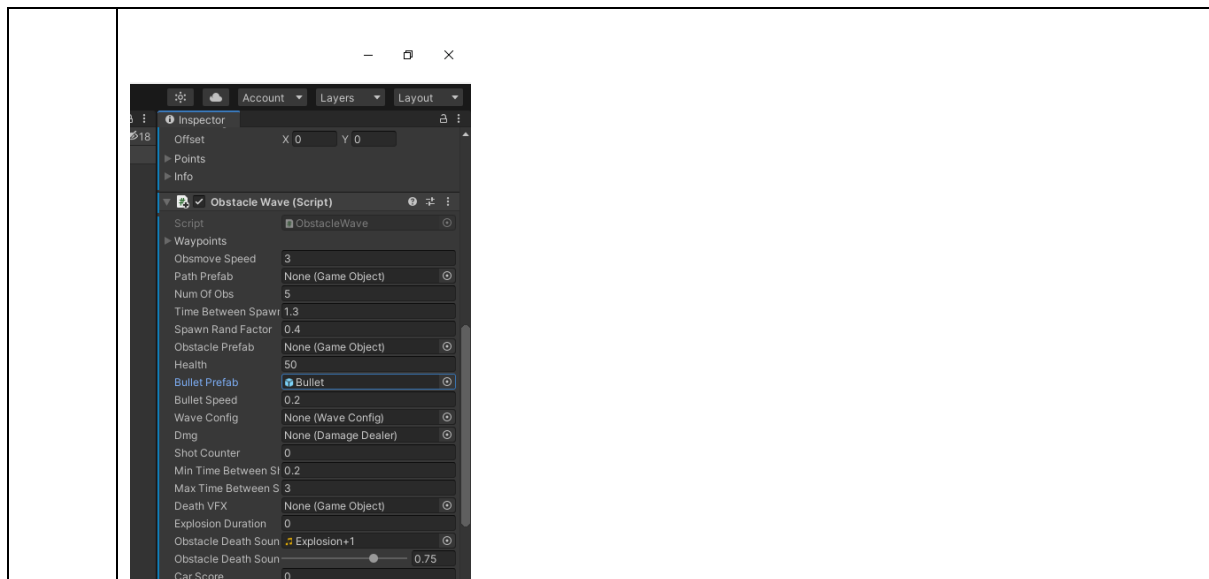 Account Layers Layout
Inspector
18
Offset X 0 Y 0
Points
Info
Obstacle Wave (Script)
Script ObstacleWave
Waypoints
Obsmove Speed 3
Path Prefab None (Game Object)
Num Of Obs 5
Time Between Spawn 1.3
Spawn Rand Factor 0.4
Obstacle Prefab None (Game Object)
Health 50
Bullet Prefab Bullet
Bullet Speed 0.2
Wave Config None (Wave Config)
Dmg None (Damage Dealer)
Shot Counter 0
Min Time Between Sh 0.2
Max Time Between S 3
Death VFX None (Game Object)
Explosion Duration 0
Obstacle Death Soun Explosion+1
Obstacle Death Soun 0.75
Car Score 0